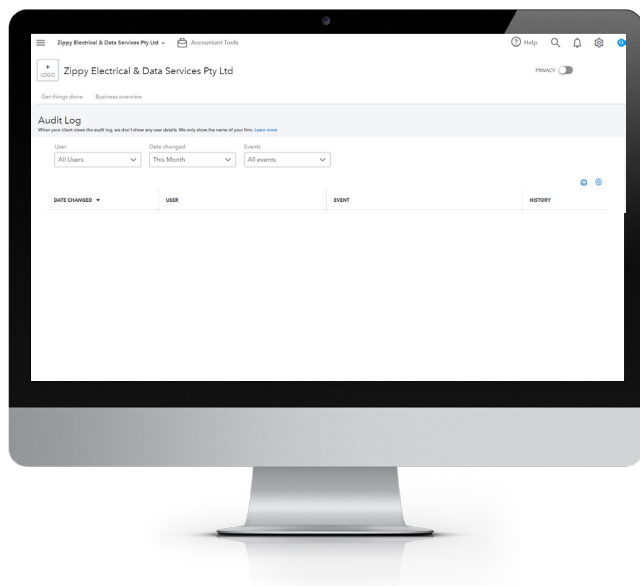 Zippy Electrical & Data Services Pty Ltd
Accountant Tools
Help
+
LOGO
Zippy Electrical & Data Services Pty Ltd
PRIVACY
Get things done Business overview
Audit Log
When your client views the audit log, we don't show any user details. We only show the name of your firm. Learn more.
User Date changed Events
All Users This Month All events
DATE CHANGED USER EVENT HISTORY